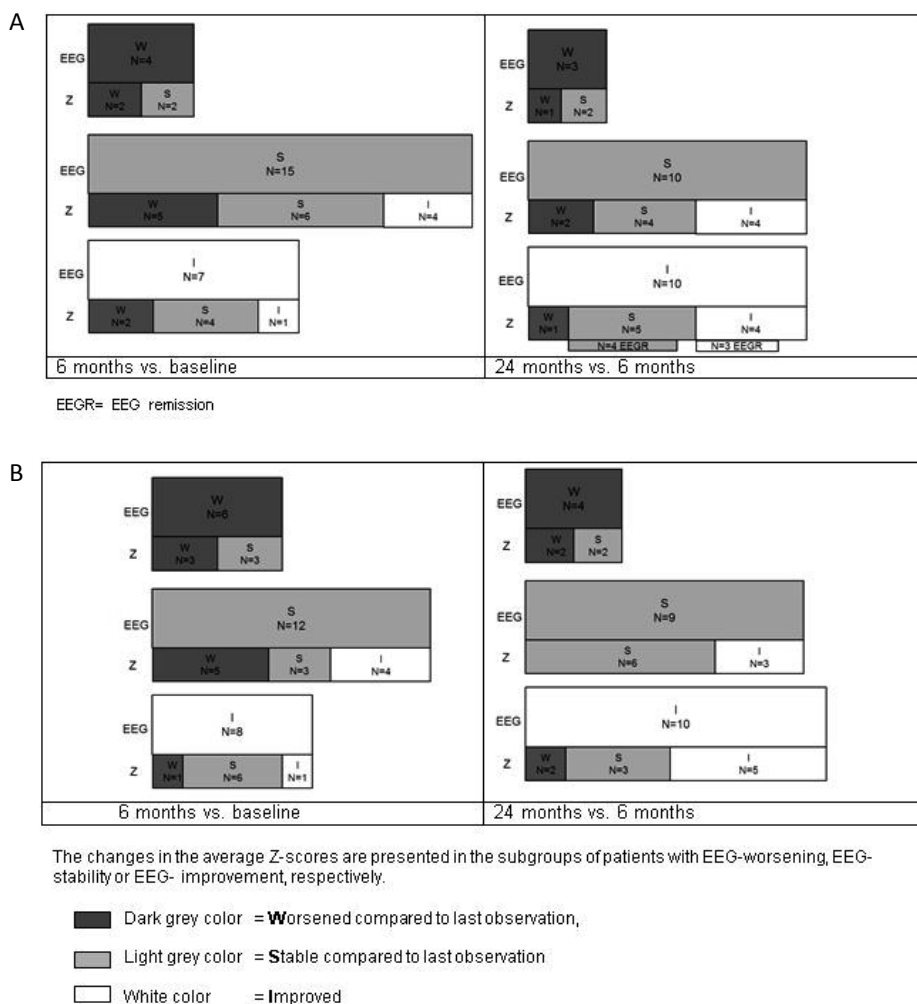 A
EEG
W
N=4
Z
W
N=2
S
N=2
EEG
S
N=15
Z
W
N=5
S
N=6
I
N=4
EEG
I
N=7
Z
W
N=2
S
N=4
I
N=1
6 months vs. baseline
EEG
W
N=3
Z
W
N=1
S
N=2
EEG
S
N=10
Z
W
N=2
S
N=4
I
N=4
EEG
I
N=10
Z
W
N=1
S
N=5
I
N=4
N=4 EEGR
N=3 EEGR
24 months vs. 6 months
EEGR= EEG remission
B
EEG
W
N=6
Z
W
N=3
S
N=3
EEG
S
N=12
Z
W
N=5
S
N=3
I
N=4
EEG
I
N=8
Z
W
N=1
S
N=6
I
N=1
6 months vs. baseline
EEG
W
N=4
Z
W
N=2
S
N=2
EEG
S
N=9
Z
S
N=6
I
N=3
EEG
I
N=10
Z
W
N=2
S
N=3
I
N=5
24 months vs. 6 months
The changes in the average Z-scores are presented in the subgroups of patients with EEG-worsening, EEG-
stability or EEG- improvement, respectively.
Dark grey color = Worsened compared to last observation,
Light grey color = Stable compared to last observation
White color = Improved